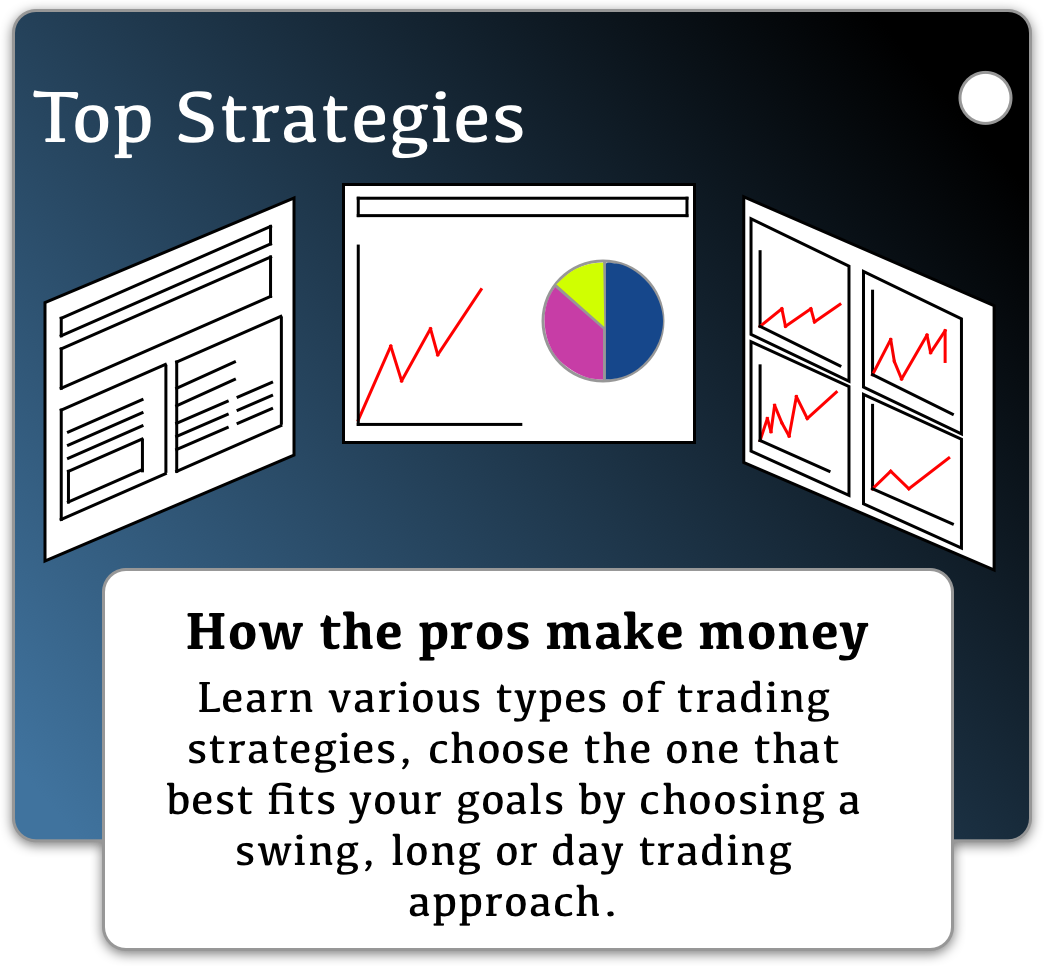 Top Strategies
How the pros make money
Learn various types of trading
strategies, choose the one that
best fits your goals by choosing a
swing, long or day trading
approach.